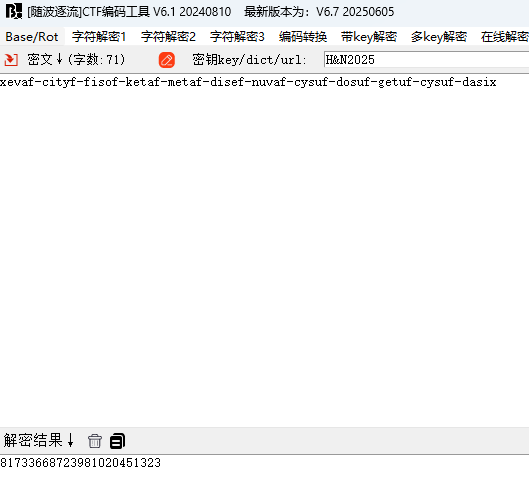 [随波逐流]CTF编码工具 V6.1 20240810 最新版本为: V6.7 20250605
Base/Rot 字符解密1 字符解密2 字符解密3 编码转换 带key解密 多key解密 在线解密
密文↓(字数:71) 密钥key/dict/url: H&N2025
xevaf-cityf-fisof-ketaf-metaf-disef-nuvaf-cysuf-dosuf-getuf-cysuf-dasix
解密结果↓
81733668723981020451323